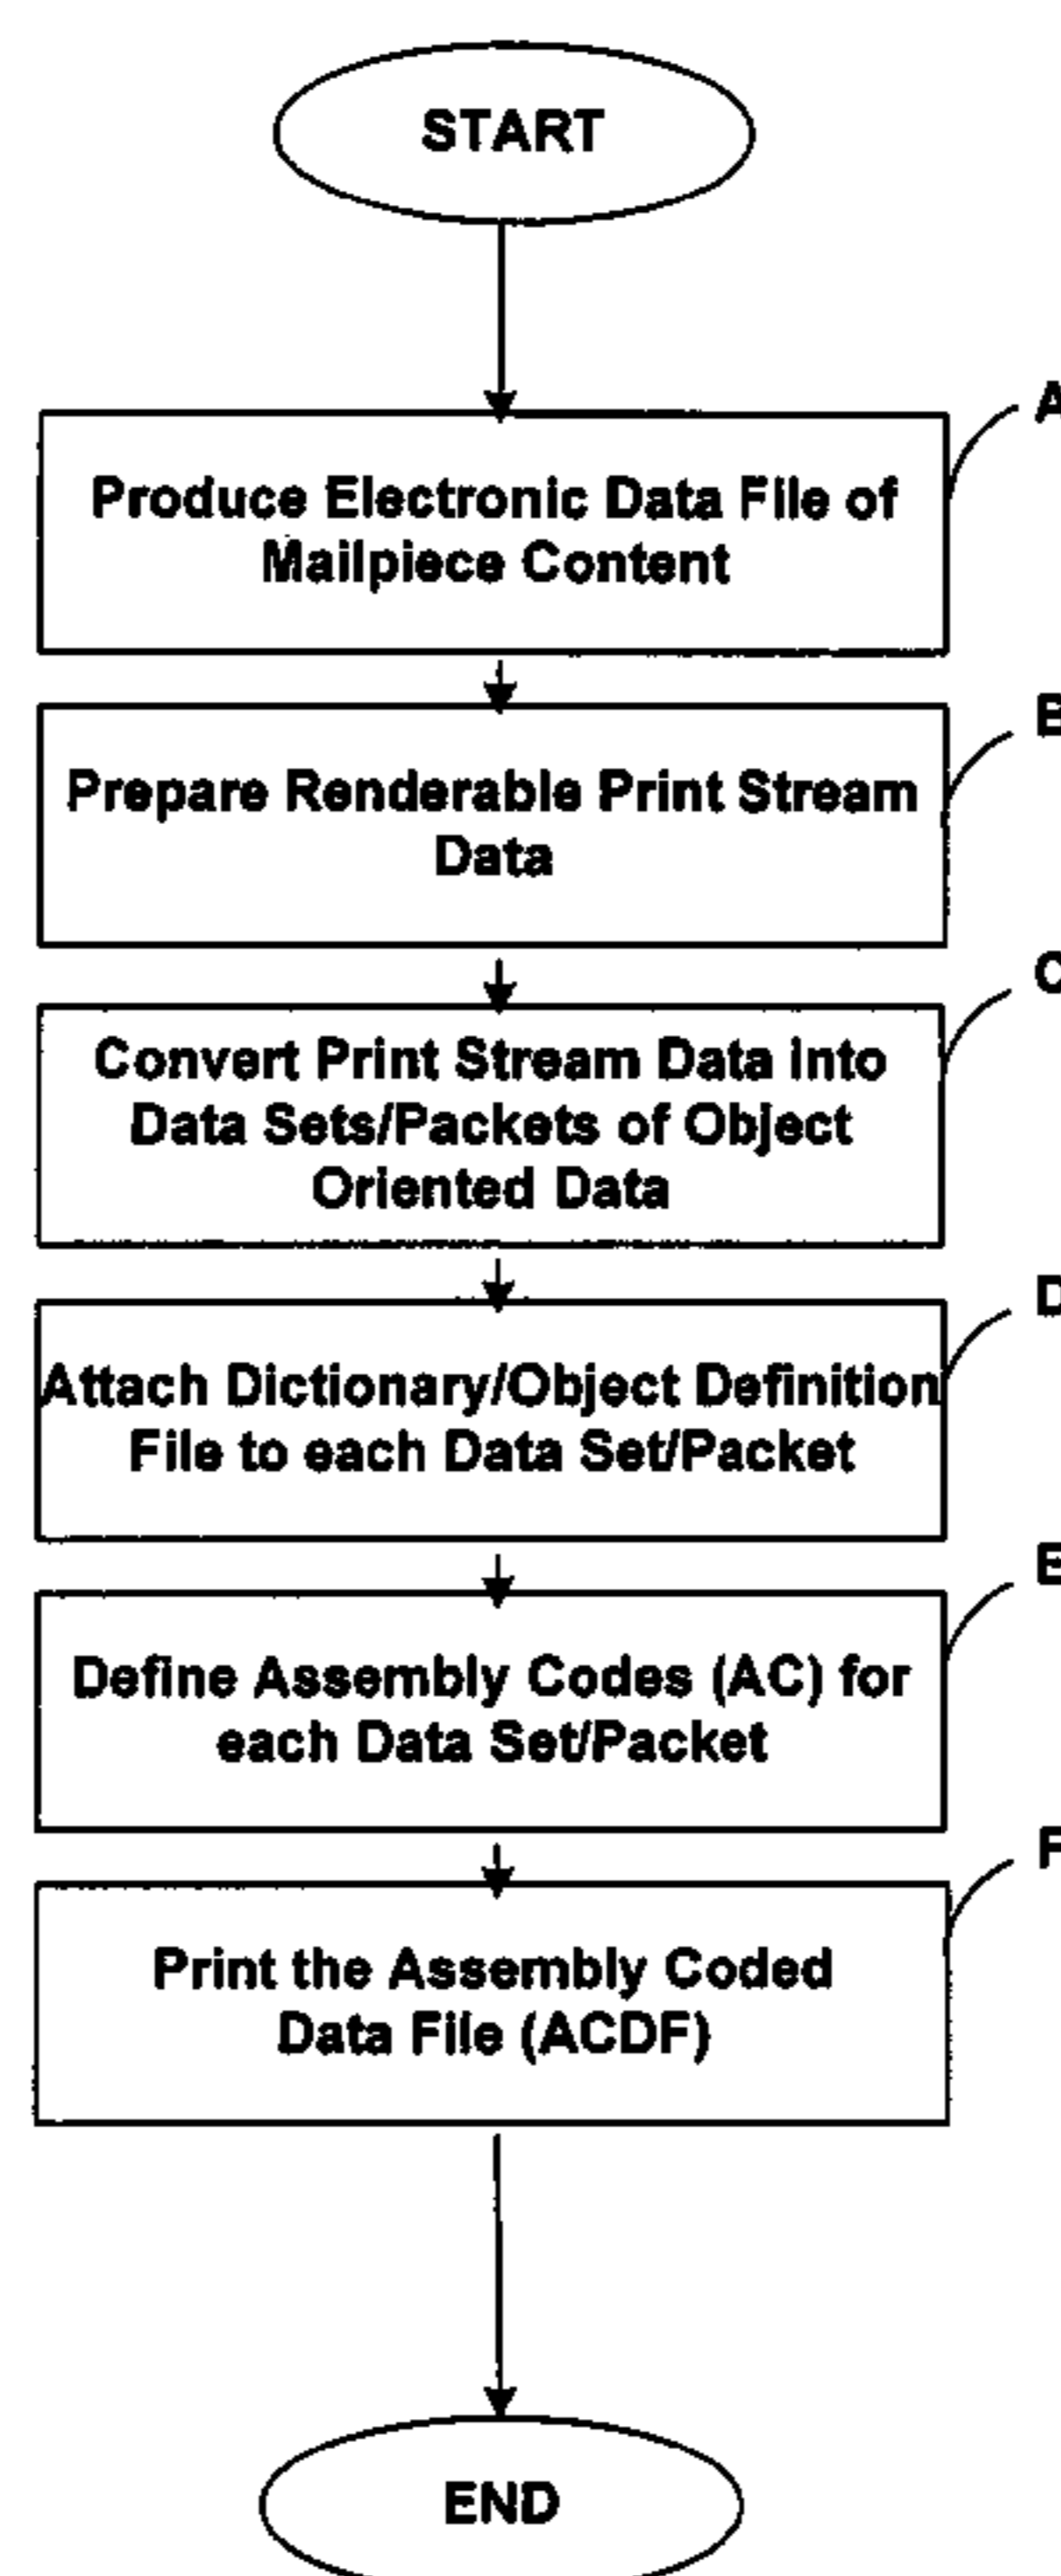 START
A
Produce Electronic Data File of
Mailpiece Content
B
Prepare Renderable Print Stream
Data
C
Convert Print Stream Data into
Data Sets/Packets of Object
Oriented Data
D
Attach Dictionary/Object Definition
File to each Data Set/Packet
E
Define Assembly Codes (AC) for
each Data Set/Packet
F
Print the Assembly Coded
Data File (ACDF)
END